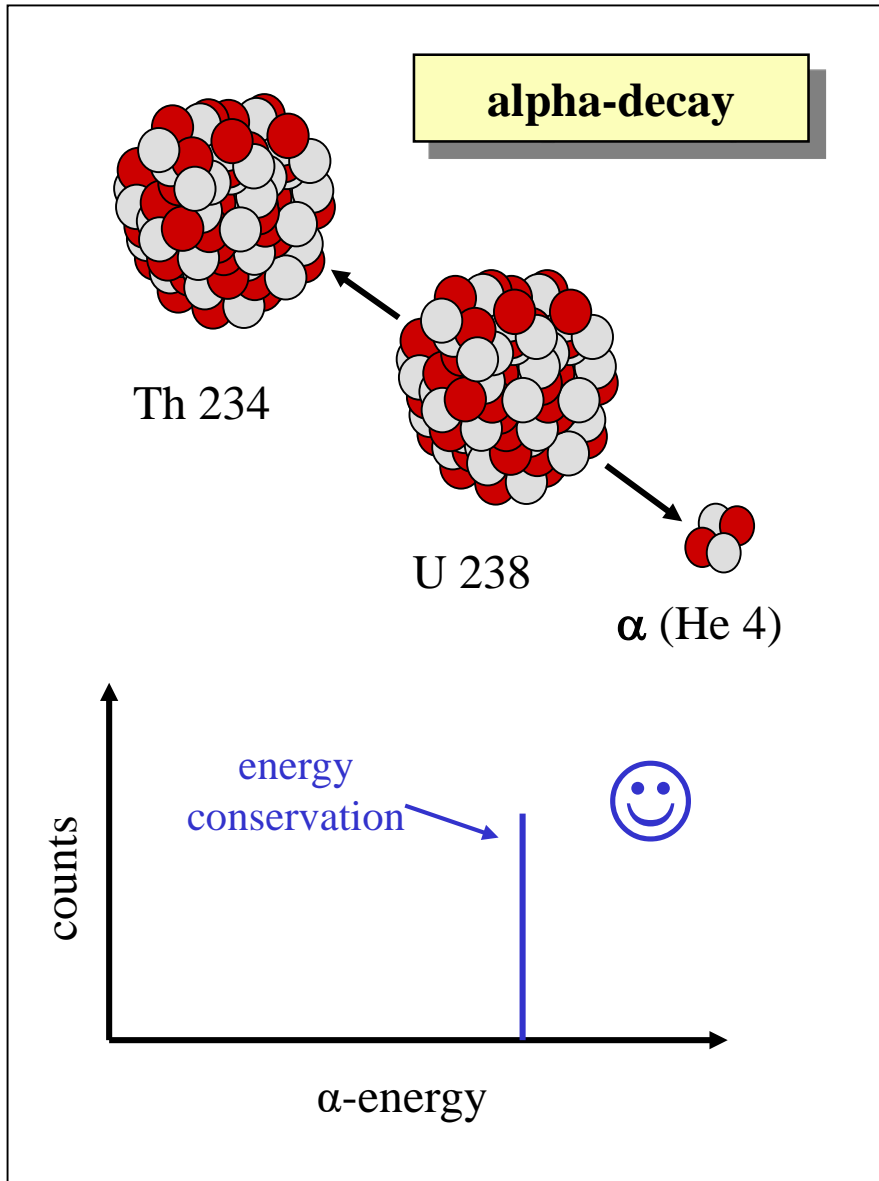 alpha-decay
Th 234
U 238
α (He 4)
energy
conservation
counts
α-energy